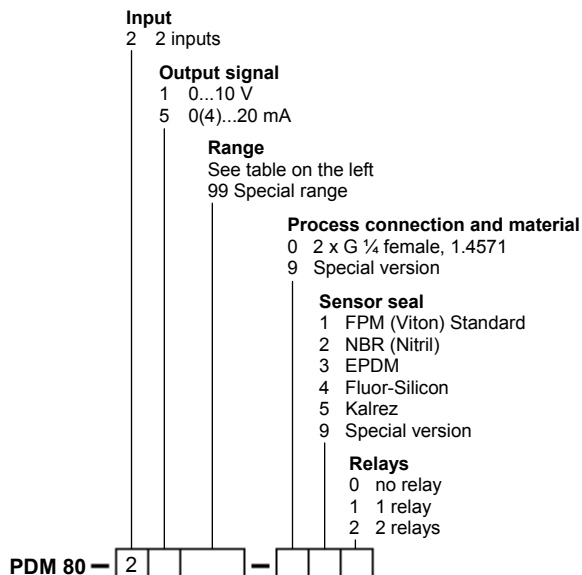 Input
2 2 inputs
Output signal
1 0...10 V
5 0(4)...20 mA
Range
See table on the left
99 Special range
Process connection and material
0 2 x G ¼ female, 1.4571
9 Special version
Sensor seal
1 FPM (Viton) Standard
2 NBR (Nitril)
3 EPDM
4 Fluor-Silicon
5 Kalrez
9 Special version
Relays
0 no relay
1 1 relay
2 2 relays
PDM 80 – 2 –